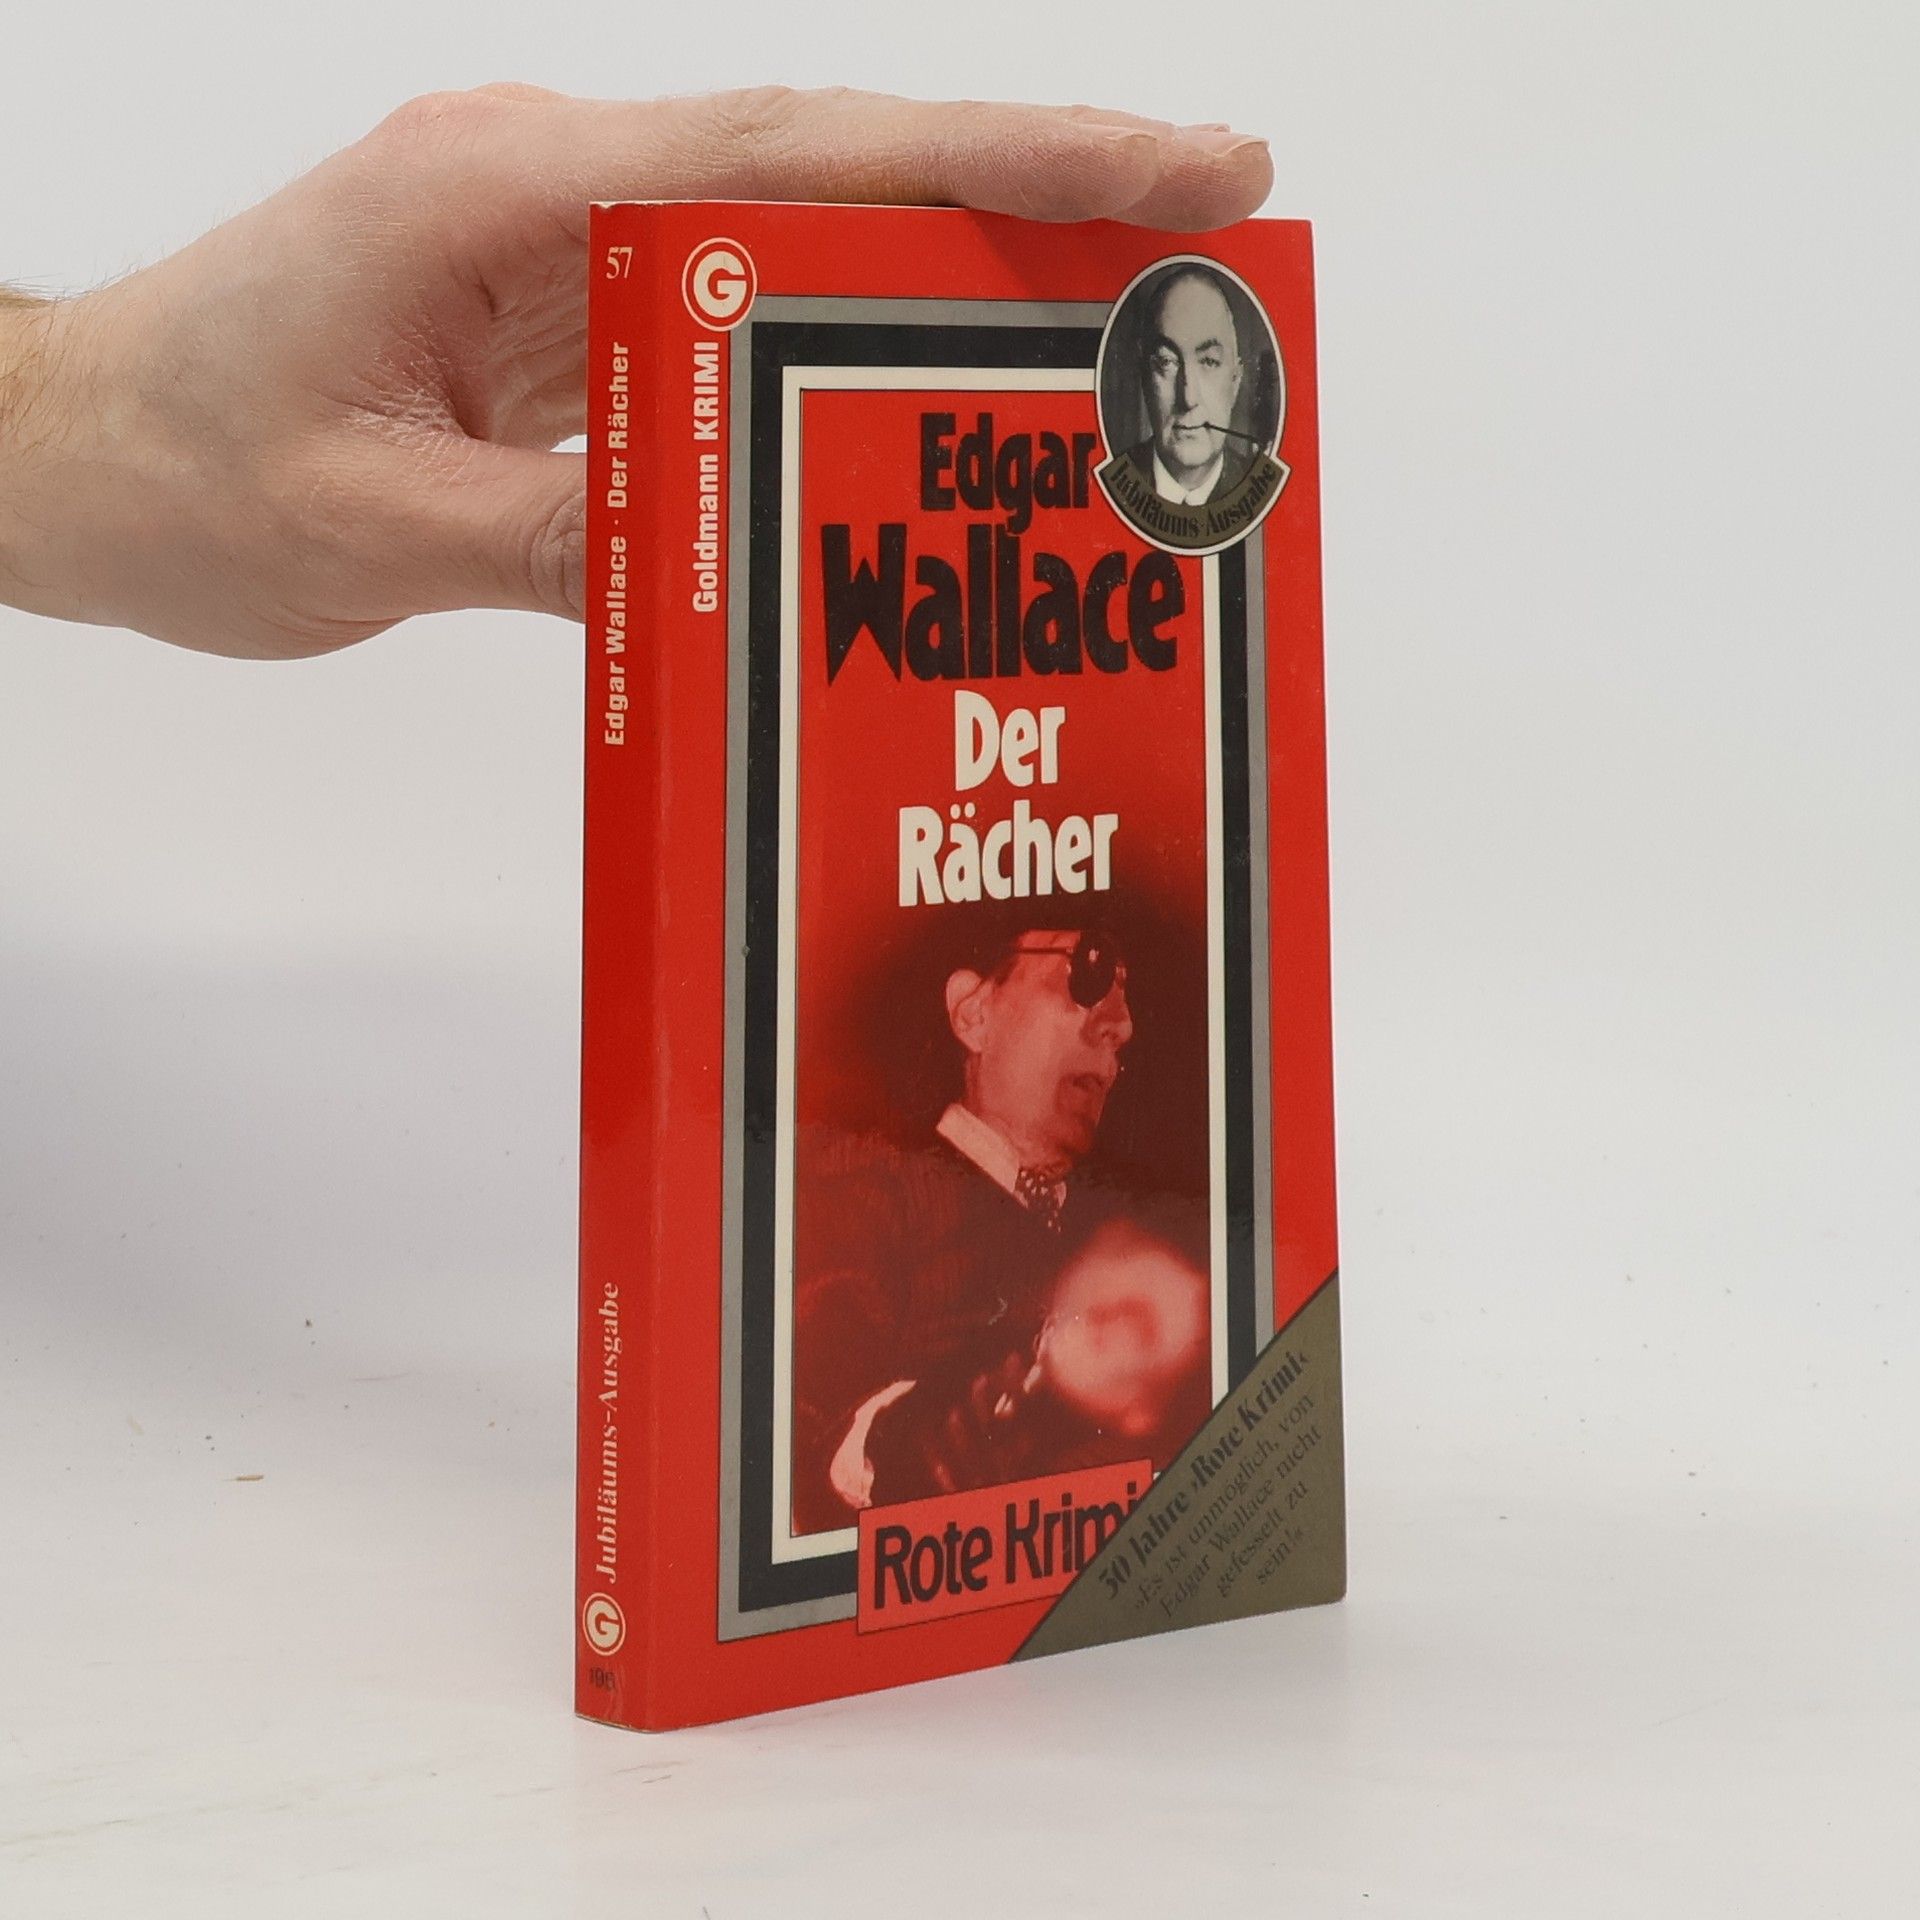 57
Edgar Wallace · Der Rächer
Jubiläums-Ausgabe
G
G
Goldmann KRIMI
Edgar
Wallace
Der
Rächer
Jubiläums-Ausgabe
Rote Krimi
50 Jahre ›Rote Krimi‹
»Es ist unmöglich, von
Edgar Wallace nicht
gefesselt zu
sein!«